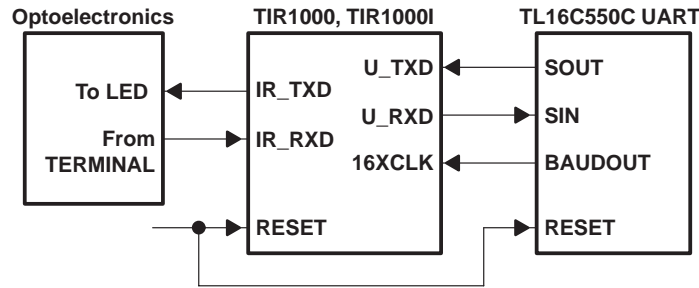 Optoelectronics
TIR1000, TIR1000I
TL16C550C UART
To LED
From
TERMINAL
IR_TXD
IR_RXD
RESET
U_TXD
U_RXD
16XCLK
SOUT
SIN
BAUDOUT
RESET